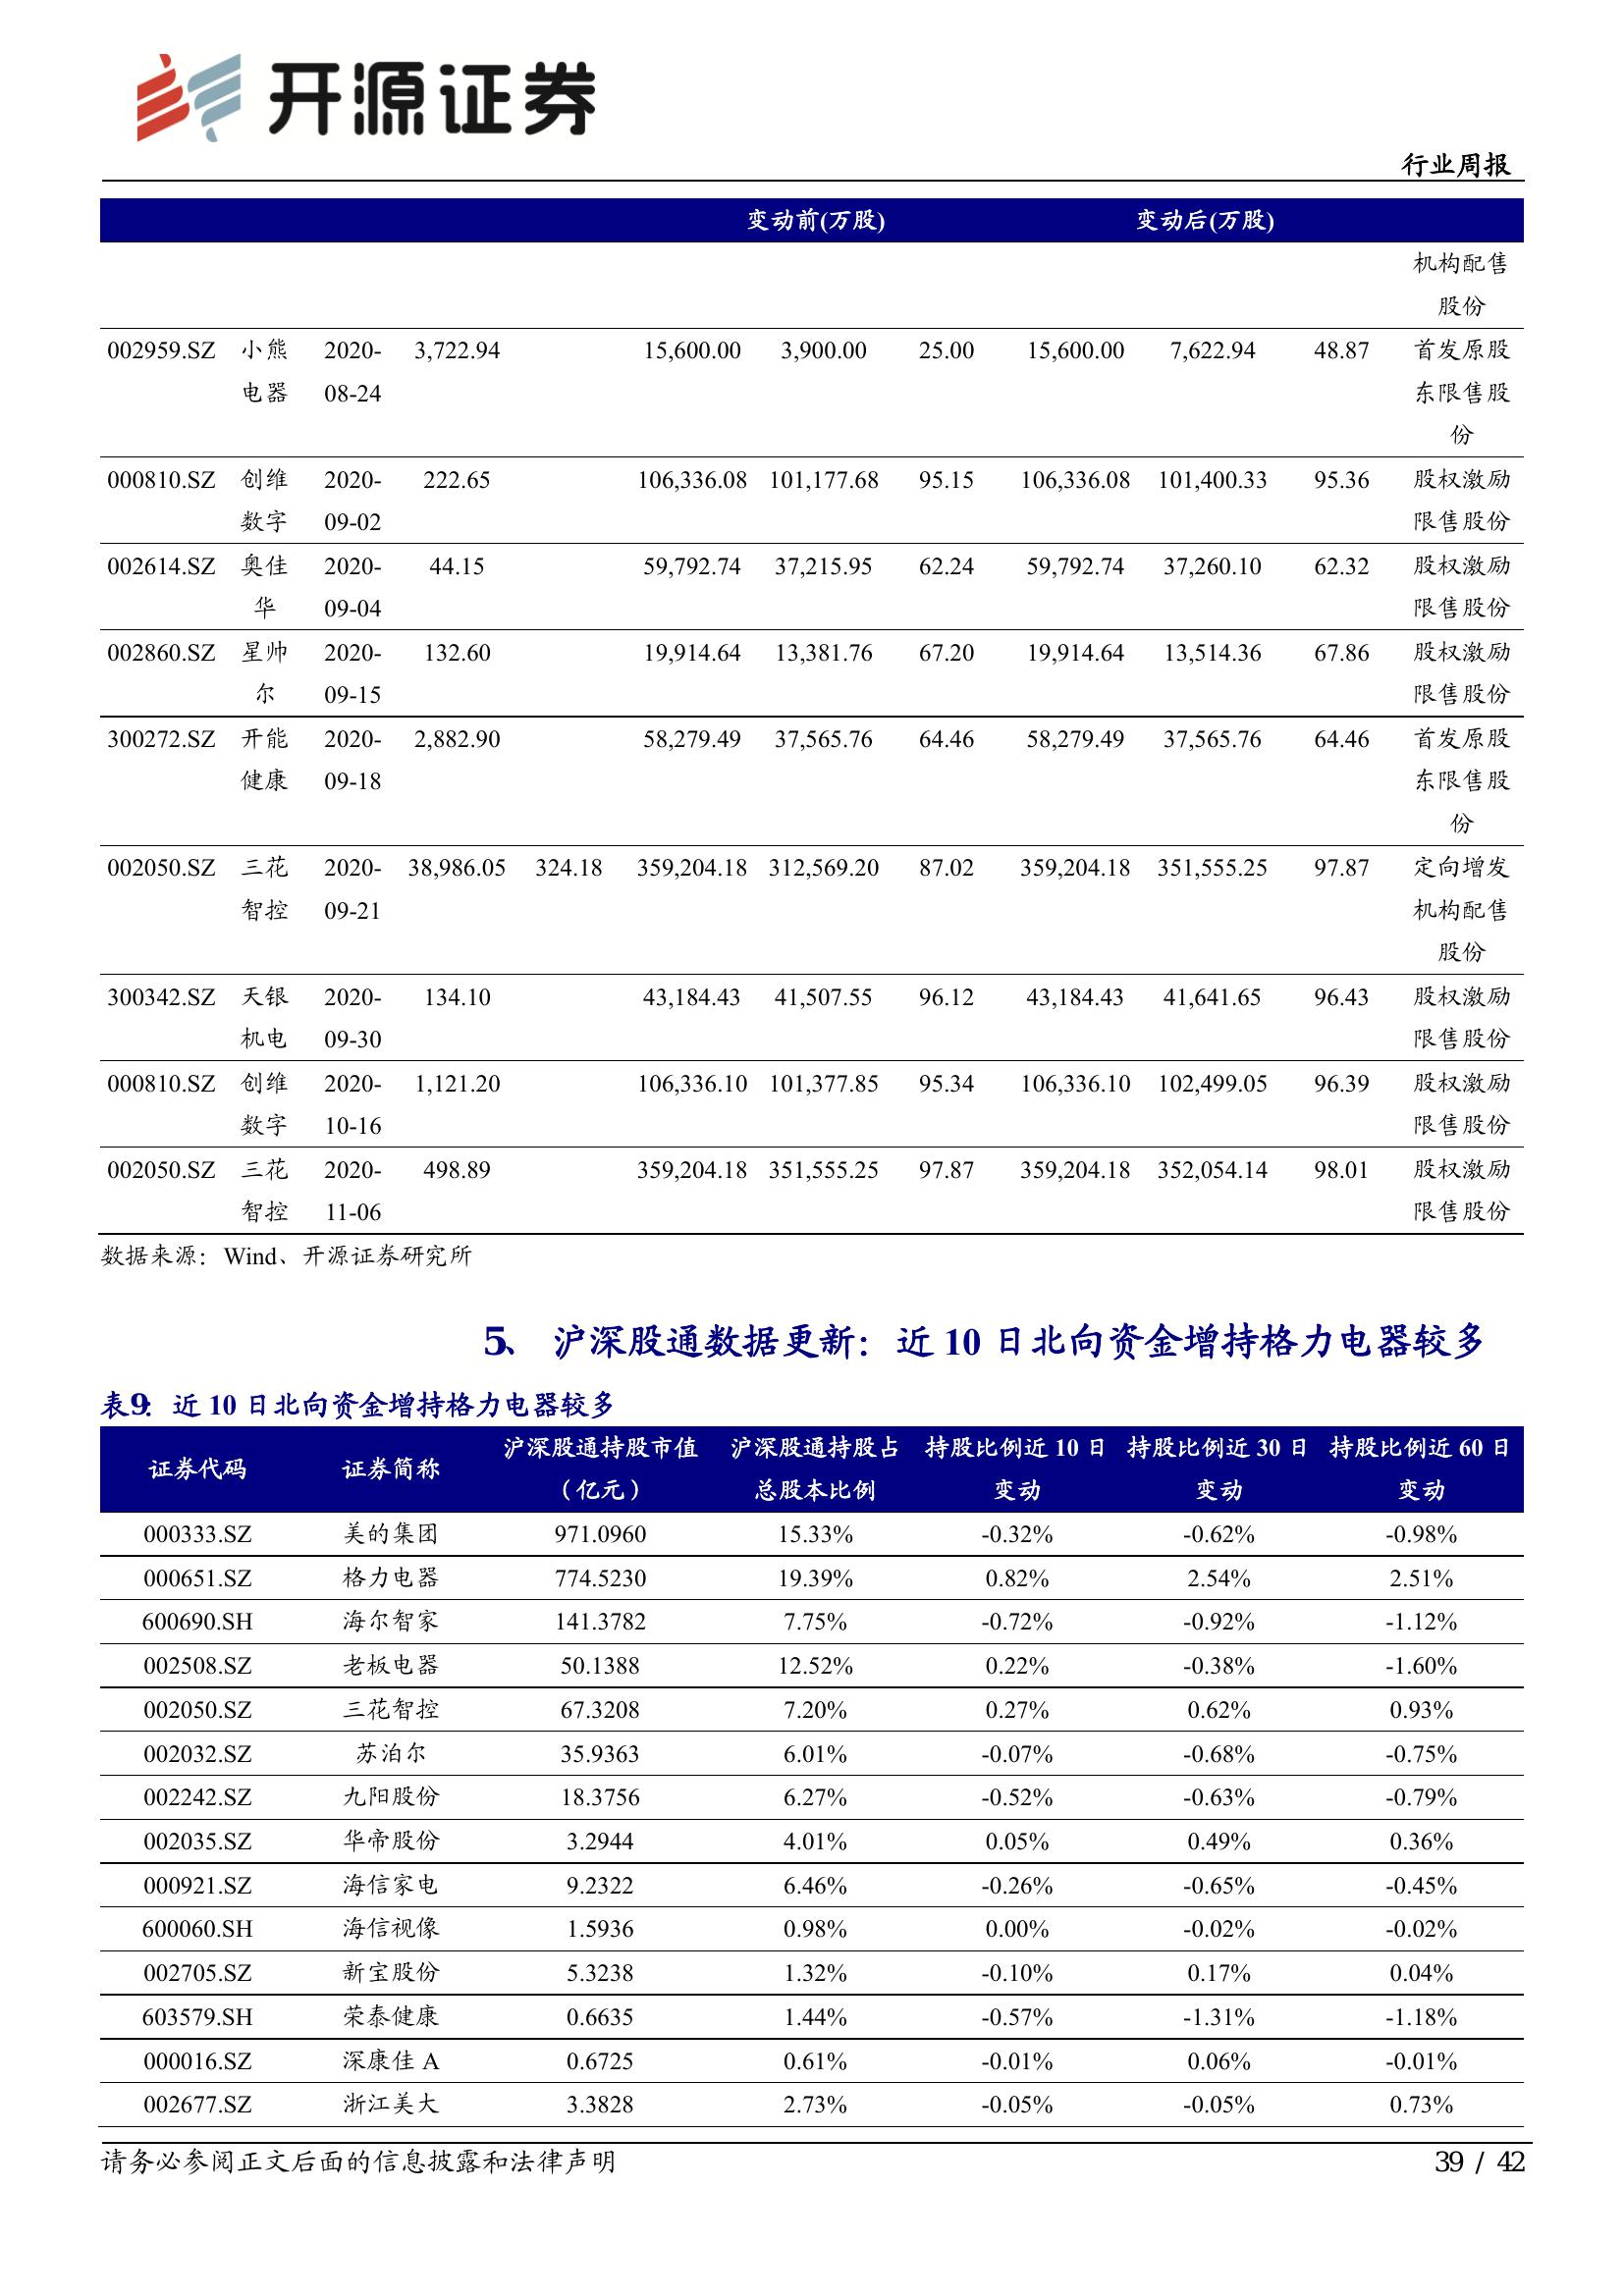 开源证券
行业周报
变动前(万股) 变动后(万股)
机构配售
股份
002959.SZ 小熊 2020- 3,722.94 15,600.00 3,900.00 25.00 15,600.00 7,622.94 48.87 首发原股
电器 08-24 东限售股
份
000810.SZ 创维 2020- 222.65 106,336.08 101,177.68 95.15 106,336.08 101,400.33 95.36 股权激励
数字 09-02 限售股份
002614.SZ 奥佳 2020- 44.15 59,792.74 37,215.95 62.24 59,792.74 37,260.10 62.32 股权激励
华 09-04 限售股份
002860.SZ 星帅 2020- 132.60 19,914.64 13,381.76 67.20 19,914.64 13,514.36 67.86 股权激励
尔 09-15 限售股份
300272.SZ 开能 2020- 2,882.90 58,279.49 37,565.76 64.46 58,279.49 37,565.76 64.46 首发原股
健康 09-18 东限售股
份
002050.SZ 三花 2020- 38,986.05 324.18 359,204.18 312,569.20 87.02 359,204.18 351,555.25 97.87 定向增发
智控 09-21 机构配售
股份
300342.SZ 天银 2020- 134.10 43,184.43 41,507.55 96.12 43,184.43 41,641.65 96.43 股权激励
机电 09-30 限售股份
000810.SZ 创维 2020- 1,121.20 106,336.10 101,377.85 95.34 106,336.10 102,499.05 96.39 股权激励
数字 10-16 限售股份
002050.SZ 三花 2020- 498.89 359,204.18 351,555.25 97.87 359,204.18 352,054.14 98.01 股权激励
智控 11-06 限售股份
数据来源：Wind、开源证券研究所
5、 沪深股通数据更新：近 10 日北向资金增持格力电器较多
表9：近 10 日北向资金增持格力电器较多
证券代码 证券简称 沪深股通持股市值 沪深股通持股占 持股比例近 10 日 持股比例近 30 日 持股比例近 60 日
（亿元） 总股本比例 变动 变动 变动
000333.SZ 美的集团 971.0960 15.33% -0.32% -0.62% -0.98%
000651.SZ 格力电器 774.5230 19.39% 0.82% 2.54% 2.51%
600690.SH 海尔智家 141.3782 7.75% -0.72% -0.92% -1.12%
002508.SZ 老板电器 50.1388 12.52% 0.22% -0.38% -1.60%
002050.SZ 三花智控 67.3208 7.20% 0.27% 0.62% 0.93%
002032.SZ 苏泊尔 35.9363 6.01% -0.07% -0.68% -0.75%
002242.SZ 九阳股份 18.3756 6.27% -0.52% -0.63% -0.79%
002035.SZ 华帝股份 3.2944 4.01% 0.05% 0.49% 0.36%
000921.SZ 海信家电 9.2322 6.46% -0.26% -0.65% -0.45%
600060.SH 海信视像 1.5936 0.98% 0.00% -0.02% -0.02%
002705.SZ 新宝股份 5.3238 1.32% -0.10% 0.17% 0.04%
603579.SH 荣泰健康 0.6635 1.44% -0.57% -1.31% -1.18%
000016.SZ 深康佳 A 0.6725 0.61% -0.01% 0.06% -0.01%
002677.SZ 浙江美大 3.3828 2.73% -0.05% -0.05% 0.73%
请务必参阅正文后面的信息披露和法律声明 39 / 42